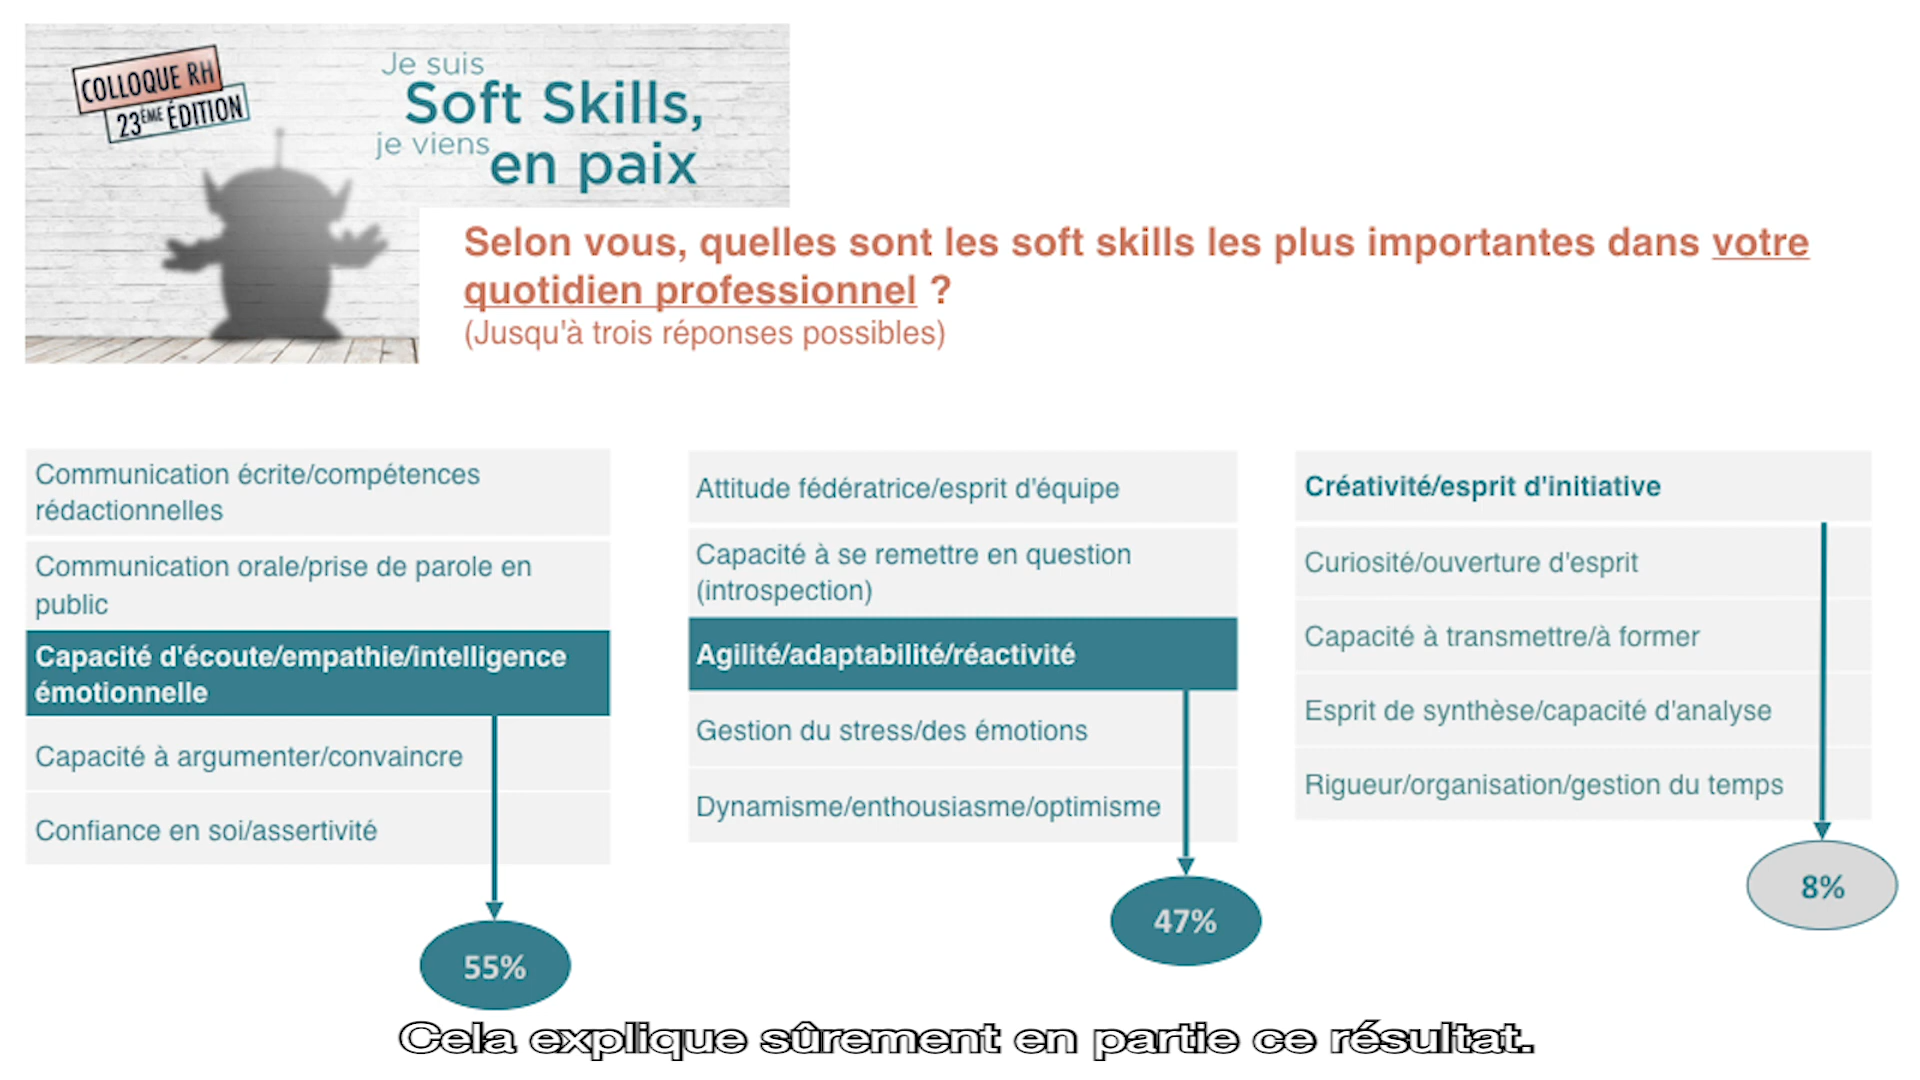 COLLOQUE RH
23ÈME ÉDITION
Je suis
Soft Skills,
je viens
en paix
Selon vous, quelles sont les soft skills les plus importantes dans votre
quotidien professionnel ?
(Jusqu'à trois réponses possibles)
Communication écrite/compétences
rédactionnelles
Communication orale/prise de parole en
public
Capacité d'écoute/empathie/intelligence
émotionnelle
Capacité à argumenter/convaincre
Confiance en soi/assertivité
55%
Attitude fédératrice/esprit d'équipe
Capacité à se remettre en question
(introspection)
Agilité/adaptabilité/réactivité
Gestion du stress/des émotions
Dynamisme/enthousiasme/optimisme
47%
Créativité/esprit d'initiative
Curiosité/ouverture d'esprit
Capacité à transmettre/à former
Esprit de synthèse/capacité d'analyse
Rigueur/organisation/gestion du temps
8%
Cela explique sûrement en partie ce résultat.